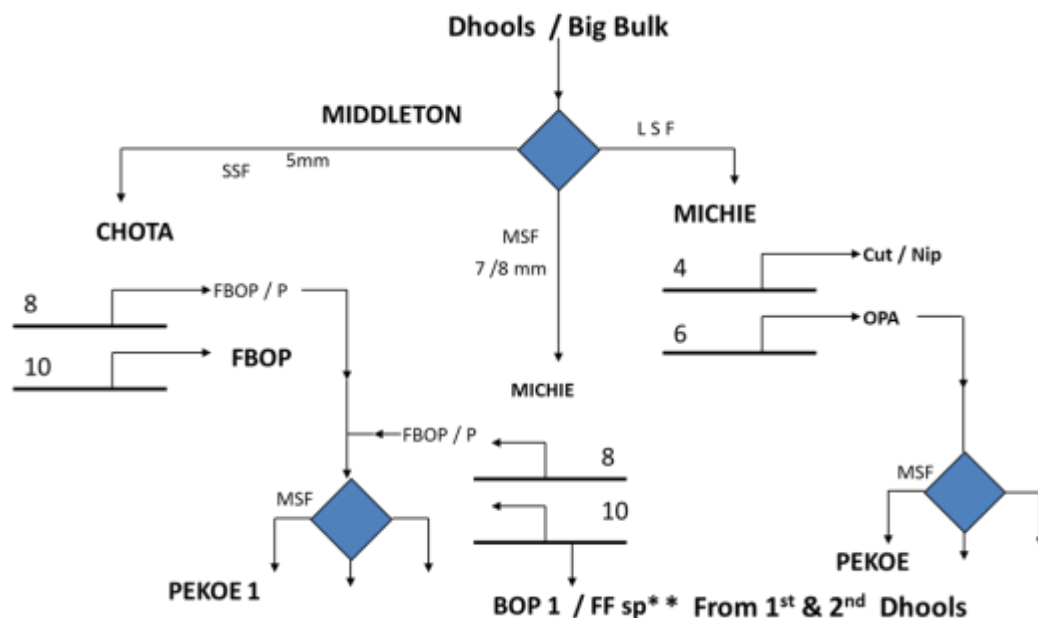 Dhools / Big Bulk
MIDDLETON
L S F
5mm
SSF
CHOTA
MICHIE
MSF
7 /8 mm
4
Cut / Nip
8
FBOP / P
6
OPA
10
FBOP
MICHIE
FBOP / P
8
MSF
MSF
10
PEKOE 1
PEKOE
BOP 1 / FF sp** From 1st & 2nd Dhools